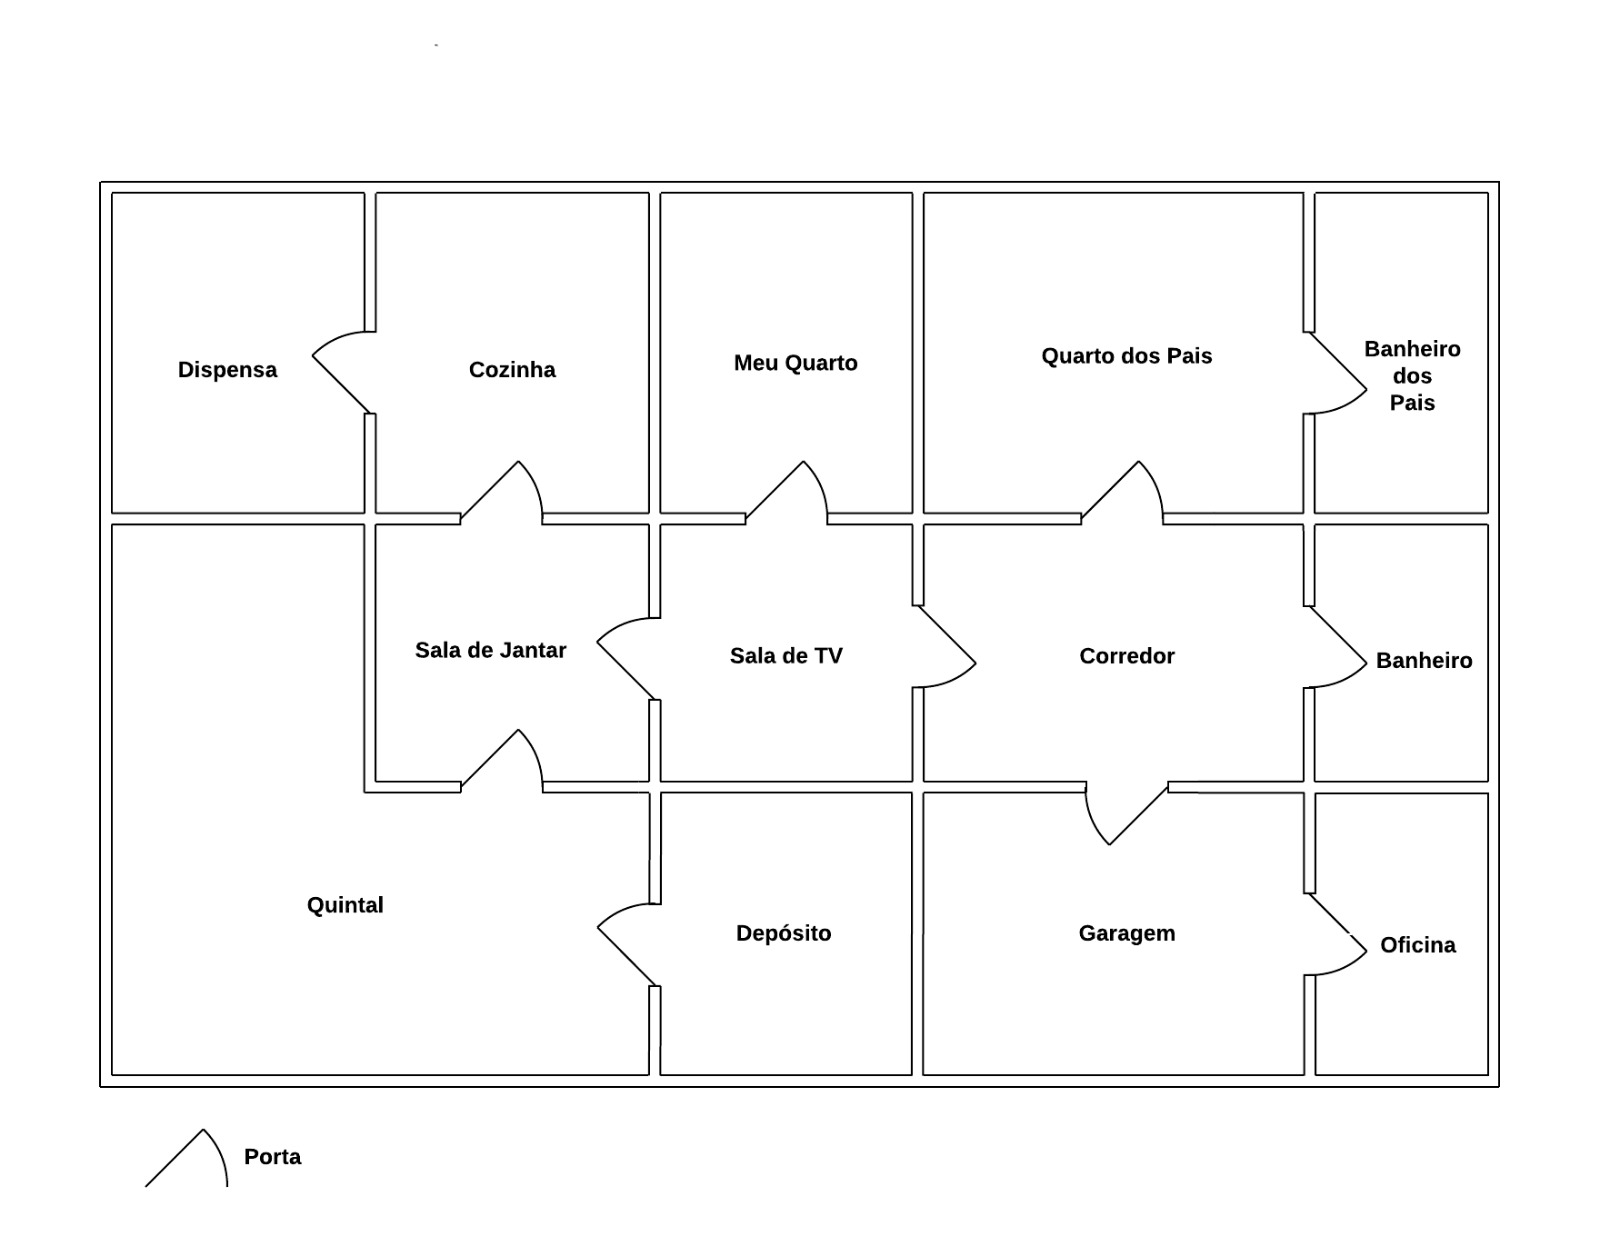 Dispensa
Cozinha
Meu Quarto
Quarto dos Pais
Banheiro
dos
Pais
Sala de Jantar
Sala de TV
Corredor
Banheiro
Quintal
Depósito
Garagem
Oficina
Porta